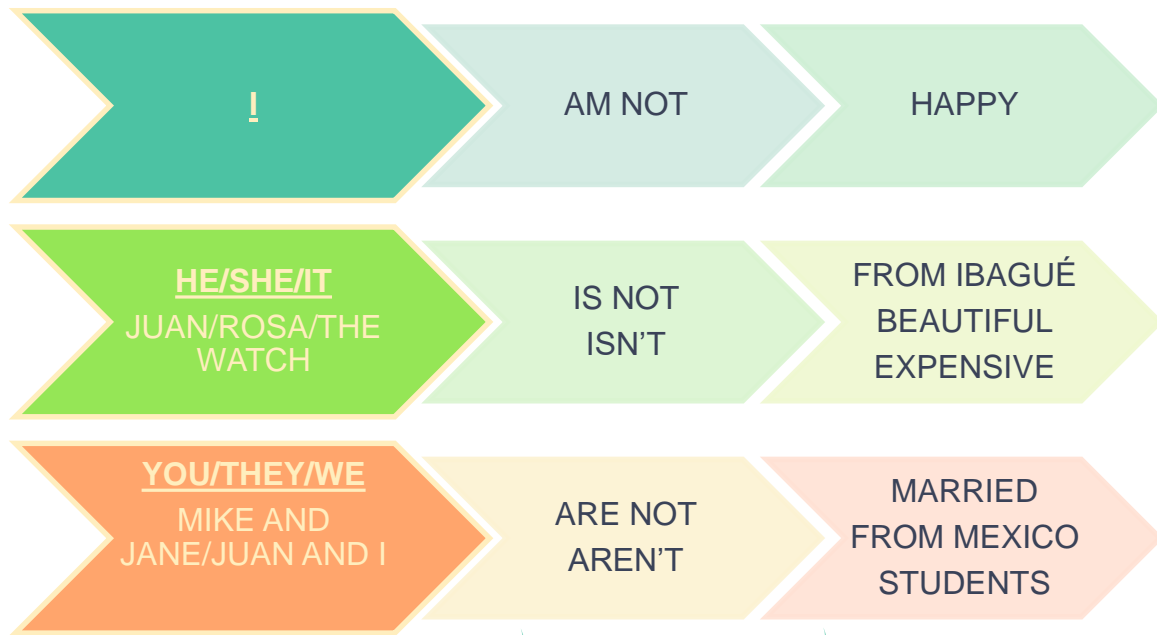 I
AM NOT
HAPPY
HE/SHE/IT
JUAN/ROSA/THE
WATCH
IS NOT
ISN’T
FROM IBAGUÉ
BEAUTIFUL
EXPENSIVE
YOU/THEY/WE
MIKE AND
JANE/JUAN AND I
ARE NOT
AREN’T
MARRIED
FROM MEXICO
STUDENTS